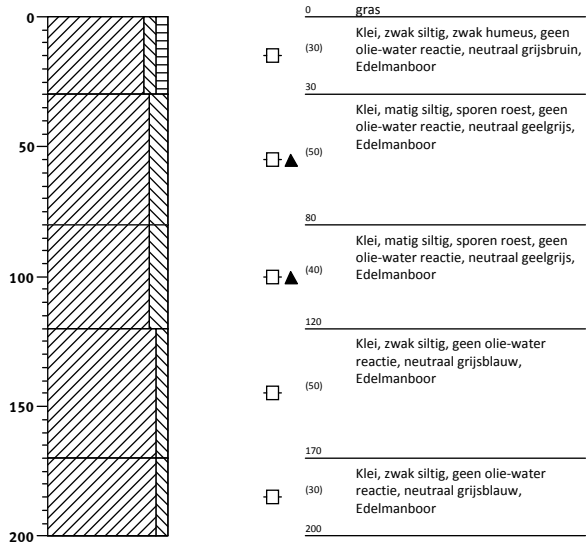 0
50
100
150
200
0 gras
(30) Klei, zwak siltig, zwak humeus, geen
olie-water reactie, neutraal grijsbruin,
Edelmanboor
30
Klei, matig siltig, sporen roest, geen
olie-water reactie, neutraal geelgrijs,
(50) Edelmanboor
80
Klei, matig siltig, sporen roest, geen
olie-water reactie, neutraal geelgrijs,
(40) Edelmanboor
120
Klei, zwak siltig, geen olie-water
reactie, neutraal grijsblauw,
(50) Edelmanboor
170
Klei, zwak siltig, geen olie-water
(30) reactie, neutraal grijsblauw,
Edelmanboor
200